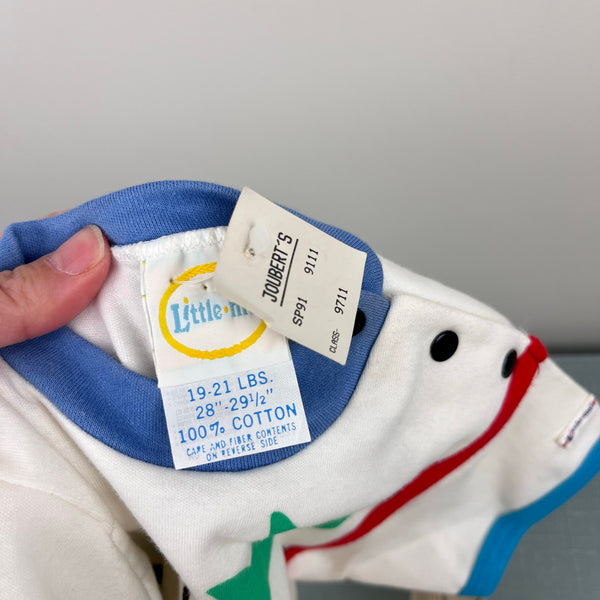 JOUBERT'S
SP91 9111
CLASS- 9711
Little
19-21 LBS.
28"-29½"
100% COTTON
CARE AND FIBER CONTENTS
ON REVERSE SIDE